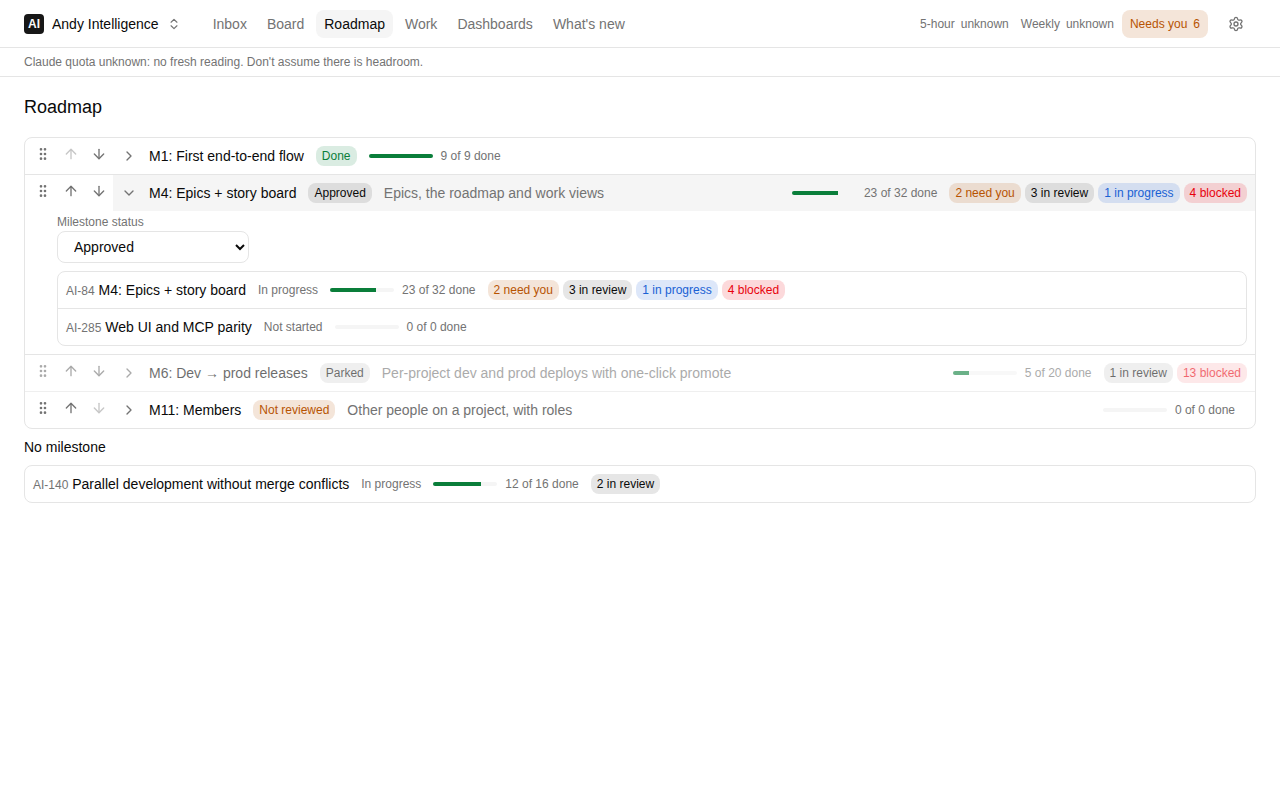 AI Andy Intelligence Inbox Board Roadmap Work Dashboards What's new 5-hour unknown Weekly unknown Needs you 6
Claude quota unknown: no fresh reading. Don't assume there is headroom.
Roadmap
M1: First end-to-end flow Done 9 of 9 done
M4: Epics + story board Approved Epics, the roadmap and work views 23 of 32 done 2 need you 3 in review 1 in progress 4 blocked
Milestone status
Approved
AI-84 M4: Epics + story board In progress 23 of 32 done 2 need you 3 in review 1 in progress 4 blocked
AI-285 Web UI and MCP parity Not started 0 of 0 done
M6: Dev → prod releases Parked Per-project dev and prod deploys with one-click promote 5 of 20 done 1 in review 13 blocked
M11: Members Not reviewed Other people on a project, with roles 0 of 0 done
No milestone
AI-140 Parallel development without merge conflicts In progress 12 of 16 done 2 in review